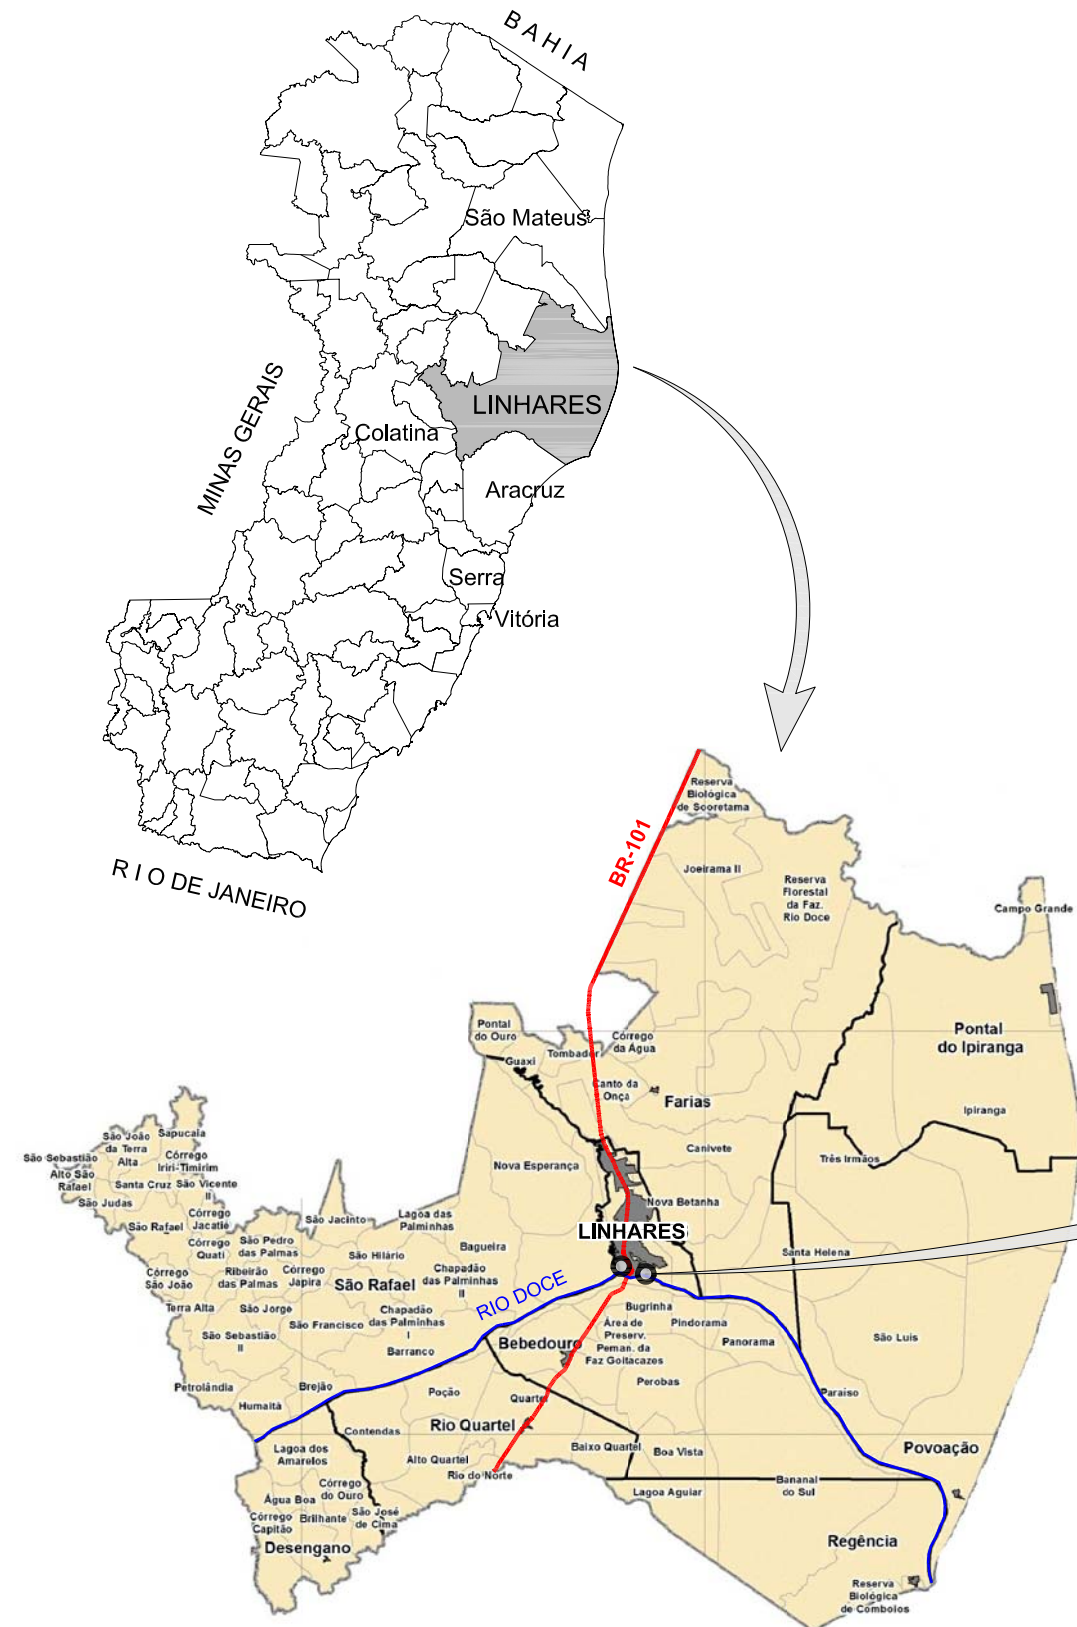 BAHIA
São Mateus
MINAS GERAIS
LINHARES
Colatina
Aracruz
Serra
Vitória
RIO DE JANEIRO
Reserva
Biológica
de Sooretama
BR-101
Joeirama II
Reserva
Florestal
da Faz.
Rio Doce
Campo Grande
Pontal
do Ouro
Pontal
do Ipiranga
Córrego
da Água
Tombador
Guaxi
Canto da
Onça
Farias
Ipiranga
São João
da Terra
Alta
Sapucaia
Córrego
Iriri-Timirim
São Sebastião
Alto São
Rafael
Santa Cruz
São Vicente
II
São Judas
Nova Esperança
Canivete
Três Irmãos
Nova Betanha
São Rafael
Córrego
Jacatié
São Jacinto
Lagoa das
Palminhas
LINHARES
Córrego
Quati
São Pedro
das Palmas
São Hilário
Bagueira
Santa Helena
Córrego
São João
Ribeirão
das Palmas
Córrego
Japira
São Rafael
Chapadão
das Palminhas
II
RIO DOCE
Terra Alta
São Jorge
São Francisco
Chapadão
das Palminhas
I
Bugrinha
Pindorama
São Sebastião
II
Barranco
Bebedouro
Área de
Preserv.
Peman. da
Faz Goitacazes
Panorama
São Luis
Petrolândia
Brejão
Humaitá
Poção
Quartel
Perobas
Paraíso
Contendas
Rio Quartel
Lagoa dos
Amarelos
Alto Quartel
Baixo Quartel
Boa Vista
Povoação
Rio do Norte
Córrego
do Ouro
Lagoa Aguiar
Bananal
do Sul
Água Boa
Córrego
Capitão
Brilhante
São José
de Cima
Desengano
Regência
Reserva
Biológica
de Comboios